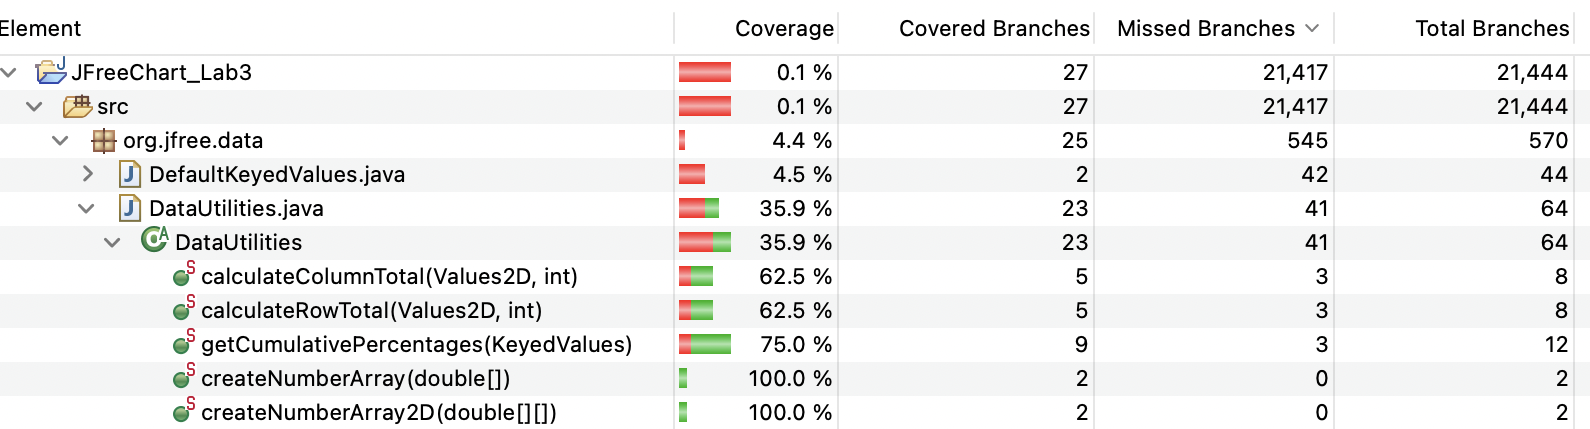 Element Coverage Covered Branches Missed Branches Total Branches
JFreeChart_Lab3 0.1 % 27 21,417 21,444
src 0.1 % 27 21,417 21,444
org.jfree.data 4.4 % 25 545 570
DefaultKeyedValues.java 4.5 % 2 42 44
DataUtilities.java 35.9 % 23 41 64
DataUtilities 35.9 % 23 41 64
calculateColumnTotal(Values2D, int) 62.5 % 5 3 8
calculateRowTotal(Values2D, int) 62.5 % 5 3 8
getCumulativePercentages(KeyedValues) 75.0 % 9 3 12
createNumberArray(double[]) 100.0 % 2 0 2
createNumberArray2D(double[][]) 100.0 % 2 0 2